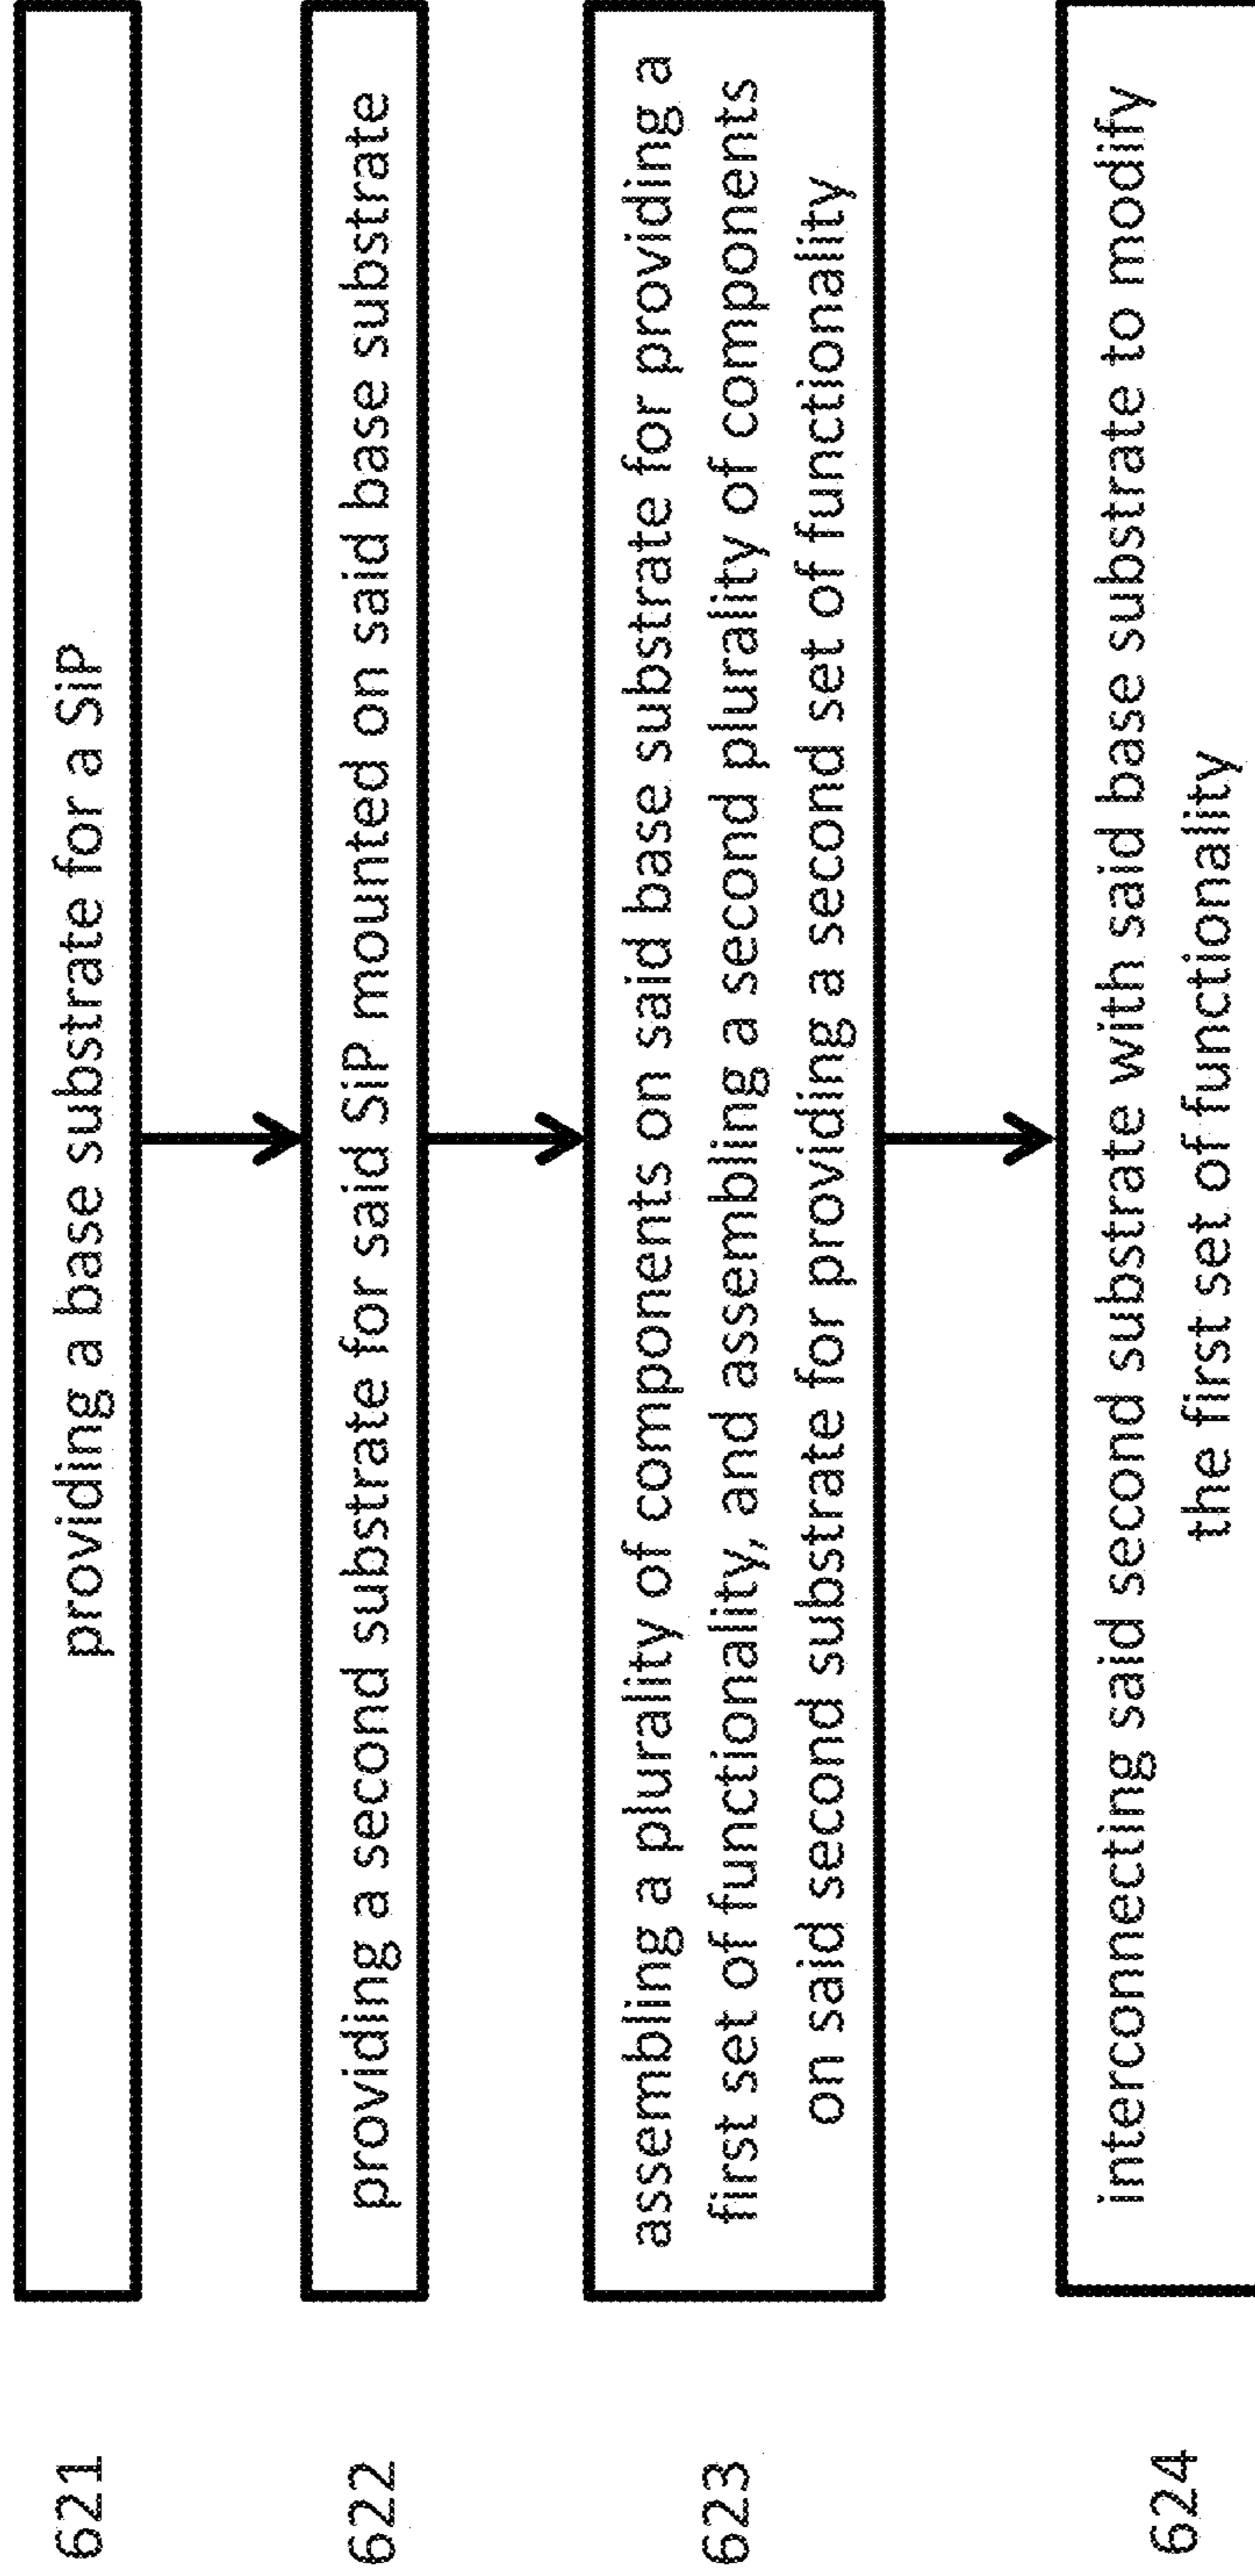 621
providing a base substrate for a SiP
622
providing a second substrate for said SiP mounted on said base substrate
623
assembling a plurality of components on said base substrate for providing a
first set of functionality, and assembling a second plurality of components
on said second substrate for providing a second set of functionality
624
interconnecting said second substrate with said base substrate to modify
the first set of functionality